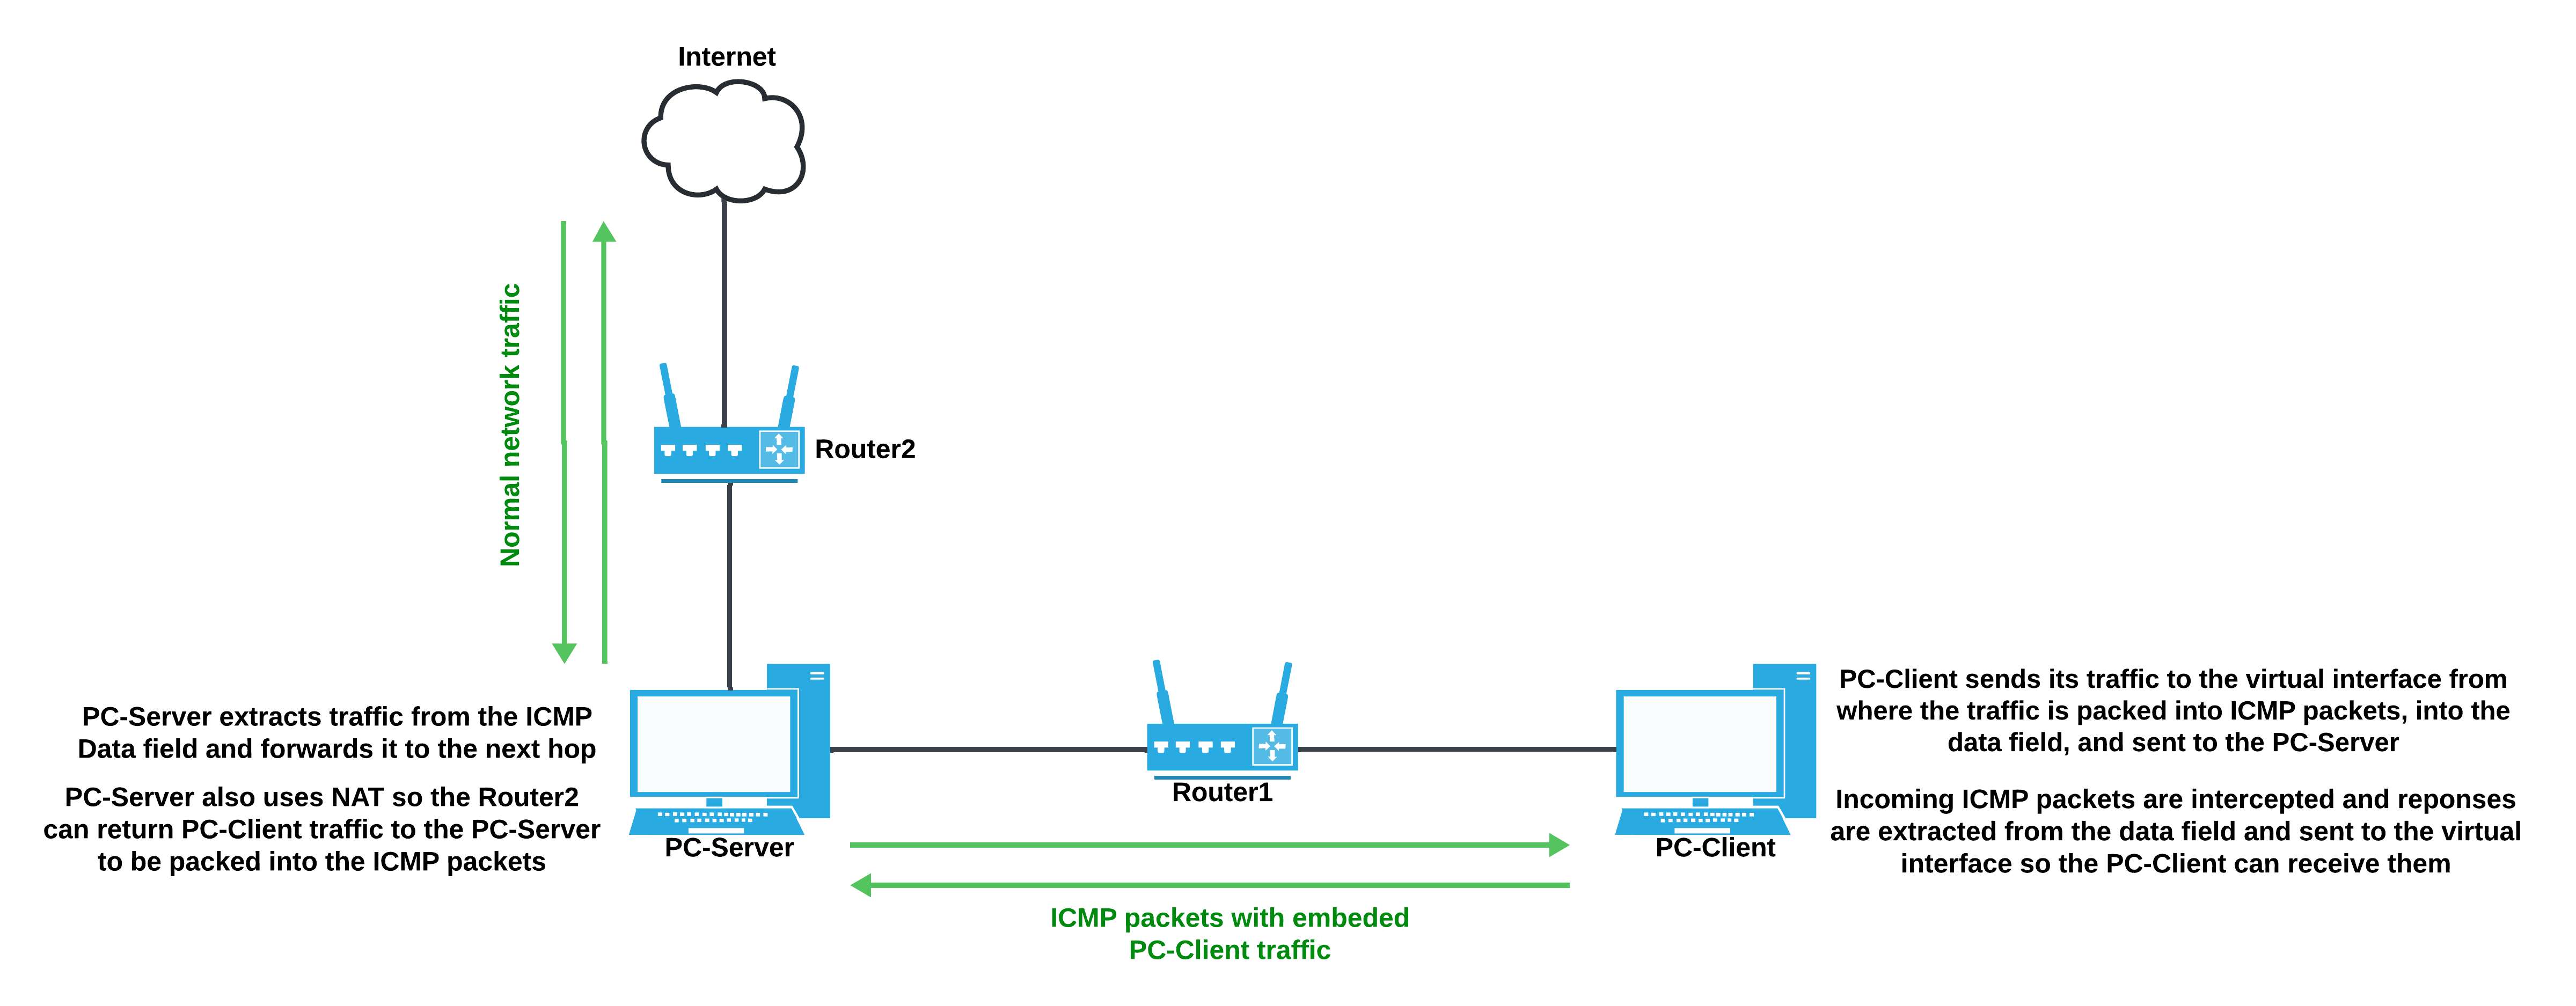 Internet
Normal network traffic
Router2
PC-Server extracts traffic from the ICMP
Data field and forwards it to the next hop
PC-Server also uses NAT so the Router2
can return PC-Client traffic to the PC-Server
to be packed into the ICMP packets
PC-Server
Router1
PC-Client
PC-Client sends its traffic to the virtual interface from
where the traffic is packed into ICMP packets, into the
data field, and sent to the PC-Server
Incoming ICMP packets are intercepted and reponses
are extracted from the data field and sent to the virtual
interface so the PC-Client can receive them
ICMP packets with embeded
PC-Client traffic